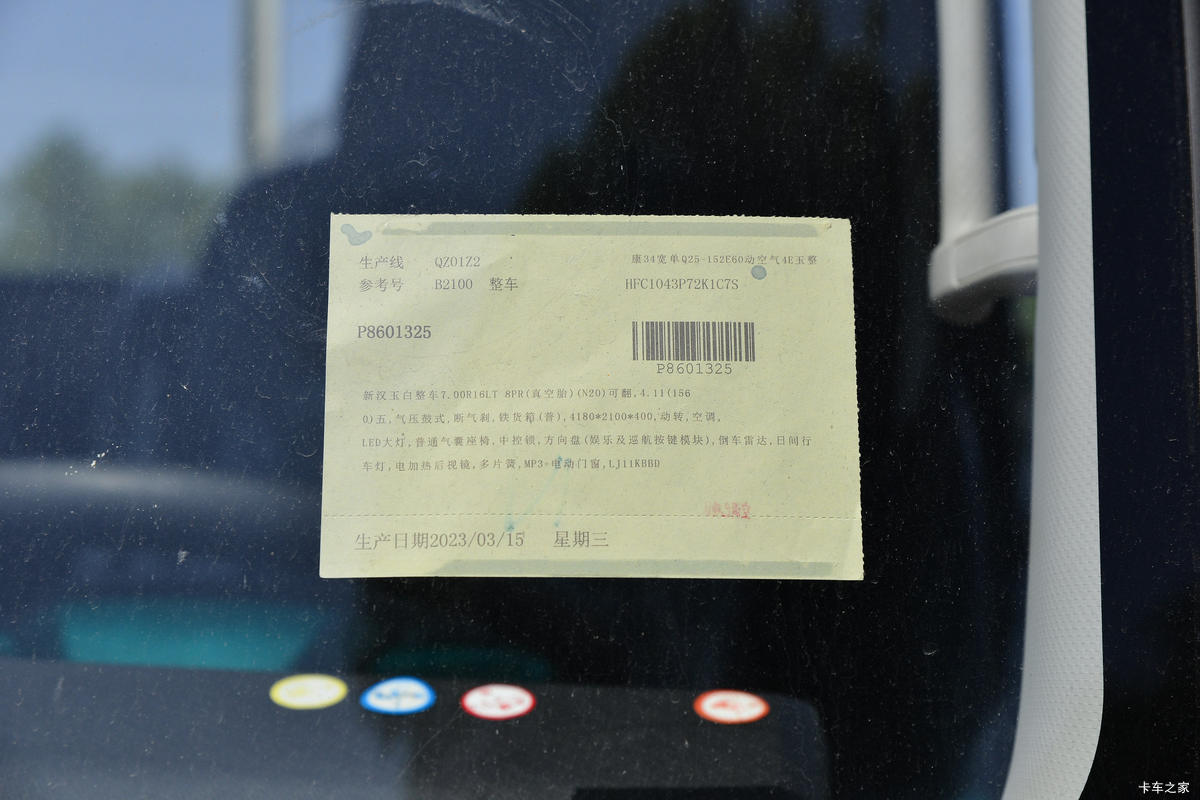 生产线 QZ01Z2 康34宽单Q25-152E60动空气4E玉整
参考号 B2100 整车 HFC1043P72K1C7S
P8601325
P8601325
新汉玉白整车7.00R16LT 8PR(真空胎)(N20)可翻,4.11(156
0)五,气压鼓式,断气刹,铁货箱(普),4180*2100*400,动转,空调,
LED大灯,普通气囊座椅,中控锁,方向盘(娱乐及巡航按键模块),倒车雷达,日间行
车灯,电加热后视镜,多片簧,MP3+电动门窗,LJ11KBBD
生产日期2023/03/15 星期三
卡车之家